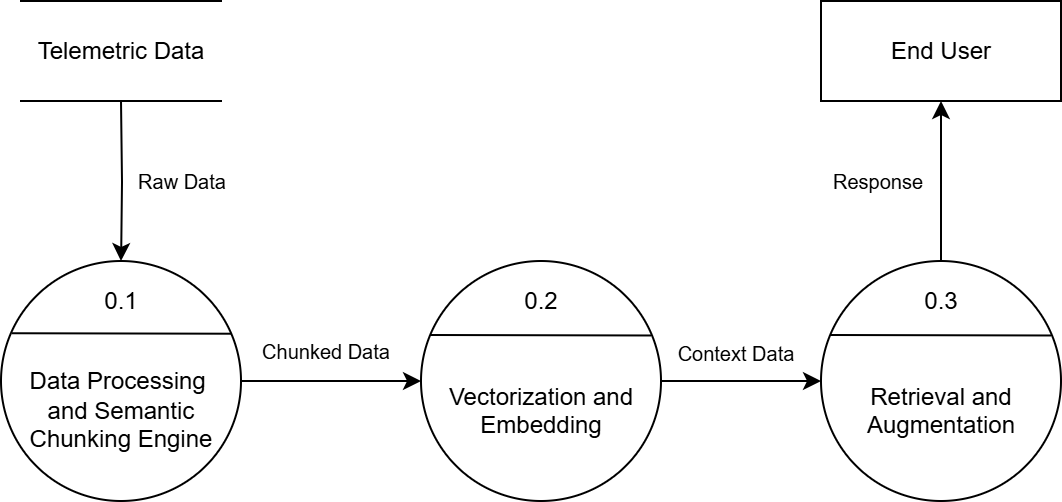 Telemetric Data
End User
Raw Data
Response
0.1
0.2
0.3
Data Processing
and Semantic
Chunking Engine
Chunked Data
Vectorization and
Embedding
Context Data
Retrieval and
Augmentation